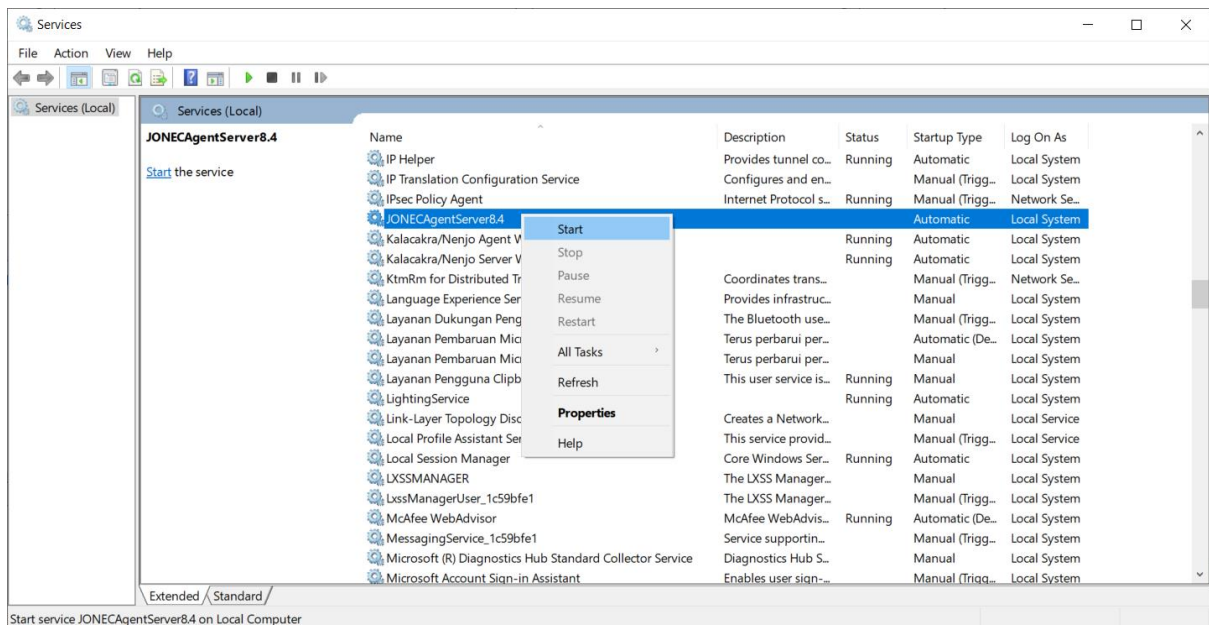 Services
File Action View Help
Services (Local)
Services (Local)
JONECAgentServer8.4
Start the service
Name Description Status Startup Type Log On As
IP Helper Provides tunnel co... Running Automatic Local System
IP Translation Configuration Service Configures and en... Manual (Trigg... Local System
IPsec Policy Agent Internet Protocol s... Running Manual (Trigg... Network Se...
JONECAgentServer8.4 Automatic Local System
Kalacakra/Nenjo Agent W Running Automatic Local System
Kalacakra/Nenjo Server W Running Automatic Local System
KtmRm for Distributed Tr Coordinates trans... Manual (Trigg... Network Se...
Language Experience Ser Provides infrastruc... Manual Local System
Layanan Dukungan Peng The Bluetooth use... Manual (Trigg... Local System
Layanan Pembaruan Micr Terus perbarui per... Automatic (De... Local System
Layanan Pembaruan Micr Terus perbarui per... Manual Local System
Layanan Pengguna Clipb This user service is... Running Manual Local System
LightingService Running Automatic Local System
Link-Layer Topology Disc Creates a Network... Manual Local Service
Local Profile Assistant Ser This service provid... Manual (Trigg... Local Service
Local Session Manager Core Windows Ser... Running Automatic Local System
LXSSMANAGER The LXSS Manager... Manual Local System
LxssManagerUser_1c59bfe1 The LXSS Manager... Manual (Trigg... Local System
McAfee WebAdvisor McAfee WebAdvis... Running Automatic (De... Local System
MessagingService_1c59bfe1 Service supportin... Manual (Trigg... Local System
Microsoft (R) Diagnostics Hub Standard Collector Service Diagnostics Hub S... Manual Local System
Microsoft Account Sign-in Assistant Enables user sign-... Manual (Trigg... Local System
Start
Stop
Pause
Resume
Restart
All Tasks
Refresh
Properties
Help
Extended Standard
Start service JONECAgentServer8.4 on Local Computer